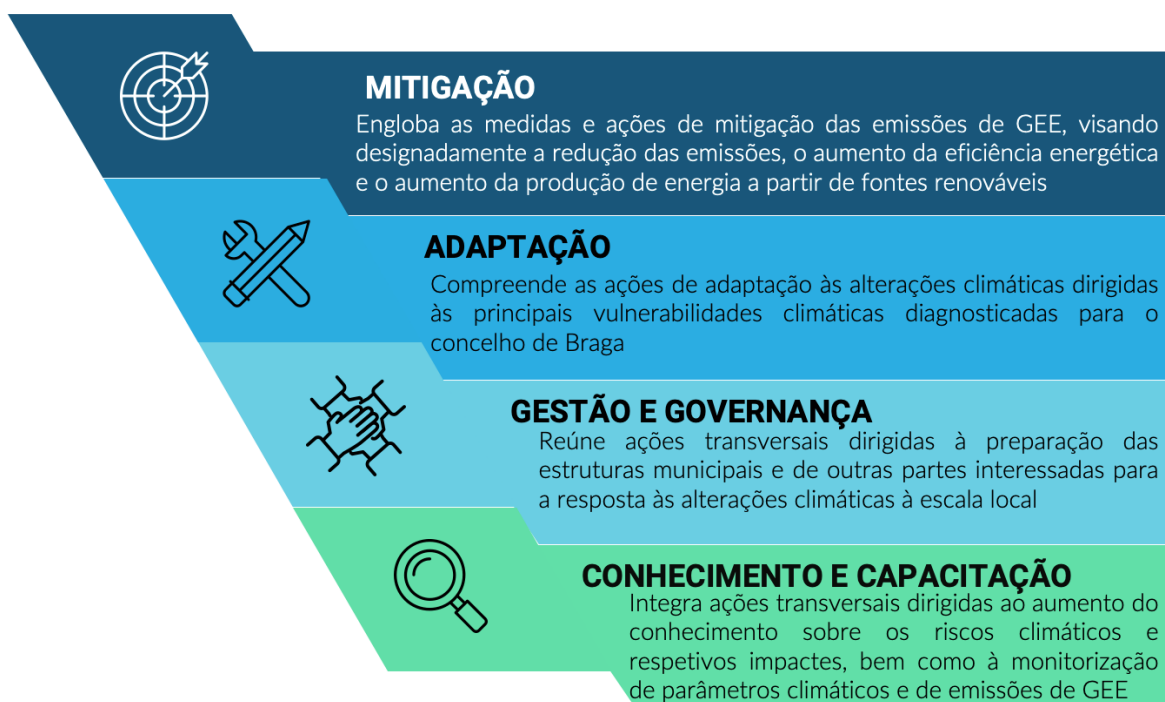 MITIGAÇÃO
Engloba as medidas e ações de mitigação das emissões de GEE, visando
designadamente a redução das emissões, o aumento da eficiência energética
e o aumento da produção de energia a partir de fontes renováveis
ADAPTAÇÃO
Compreende as ações de adaptação às alterações climáticas dirigidas
às principais vulnerabilidades climáticas diagnosticadas para o
concelho de Braga
GESTÃO E GOVERNANÇA
Reúne ações transversais dirigidas à preparação das
estruturas municipais e de outras partes interessadas para
a resposta às alterações climáticas à escala local
CONHECIMENTO E CAPACITAÇÃO
Integra ações transversais dirigidas ao aumento do
conhecimento sobre os riscos climáticos e
respetivos impactes, bem como à monitorização
de parâmetros climáticos e de emissões de GEE